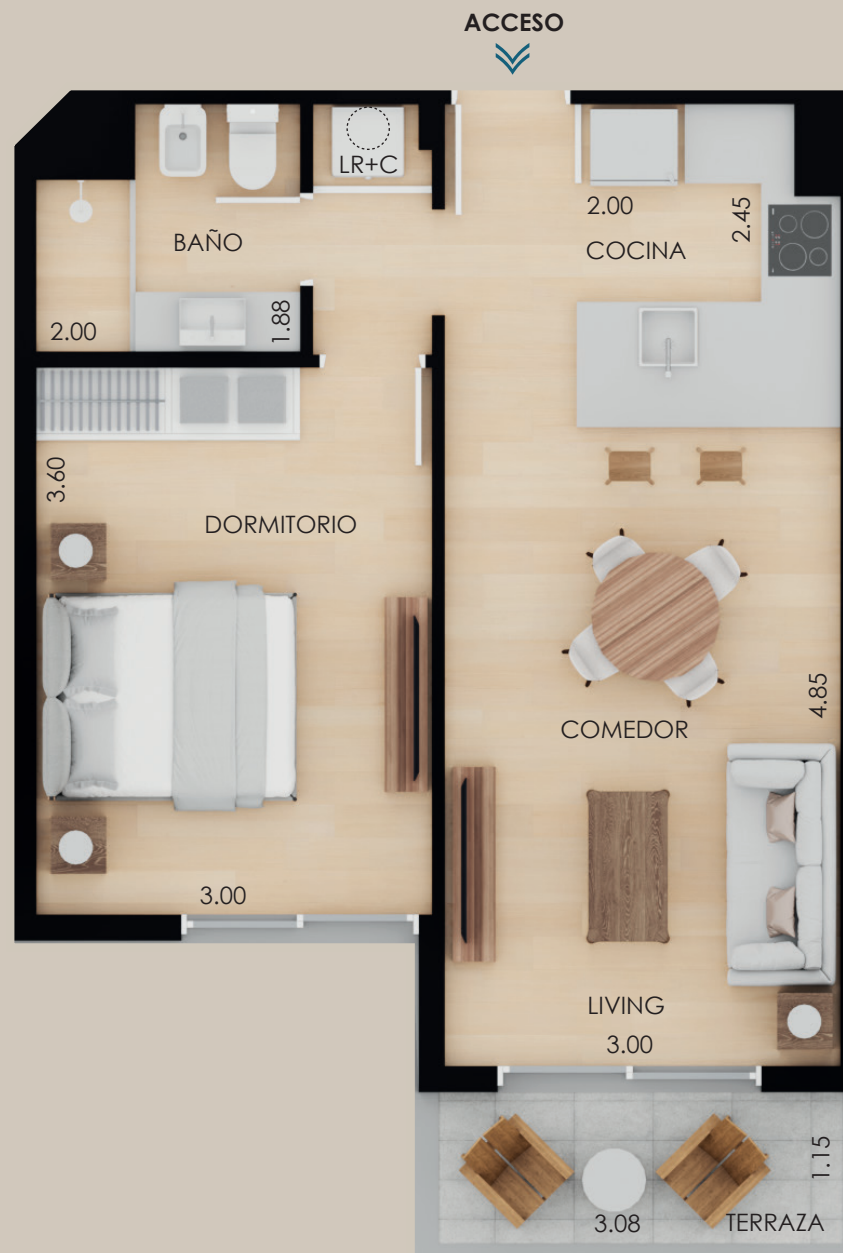 ACCESO
LR+C
2.00
2.45
BAÑO
COCINA
2.00
1.88
3.60
DORMITORIO
4.85
COMEDOR
3.00
LIVING
3.00
1.15
3.08
TERRAZA